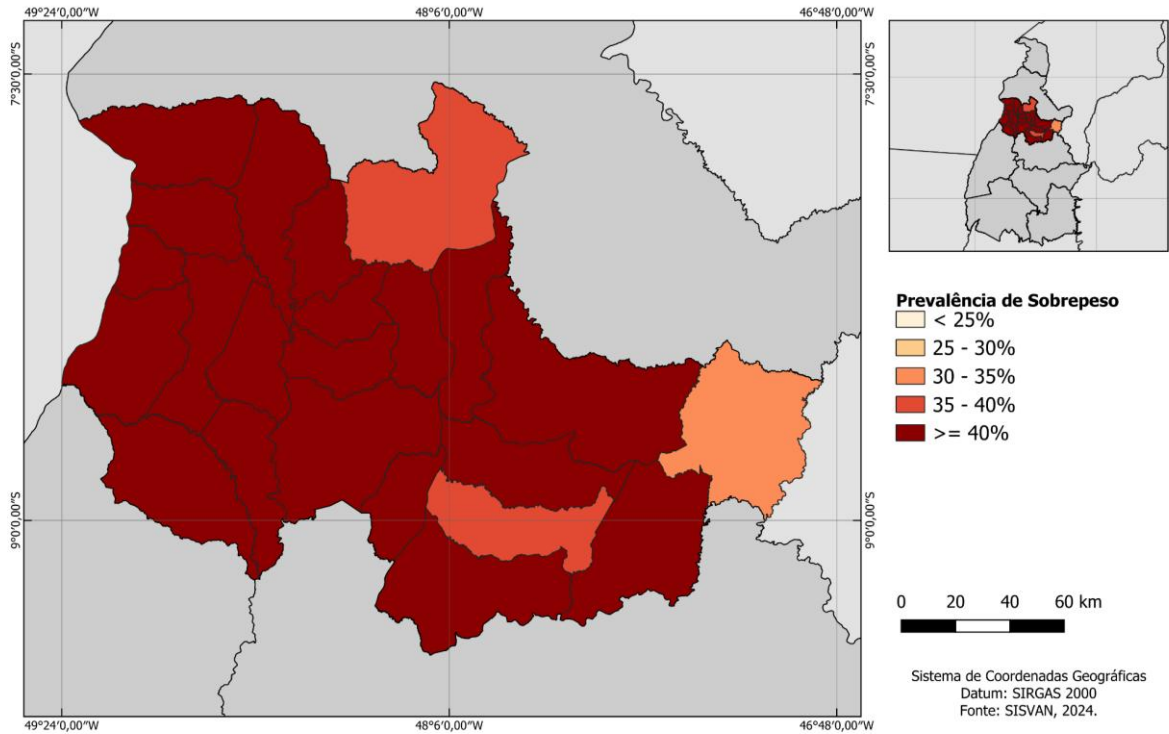 49°24'0,00"W
48°6'0,00"W
46°48'0,00"W
7°30'0,00"S
7°30'0,00"S
Prevalência de Sobrepeso
< 25%
25 - 30%
30 - 35%
35 - 40%
>= 40%
9°0'0,00"S
9°0'0,00"S
0 20 40 60 km
Sistema de Coordenadas Geográficas
Datum: SIRGAS 2000
Fonte: SISVAN, 2024.
49°24'0,00"W
48°6'0,00"W
46°48'0,00"W